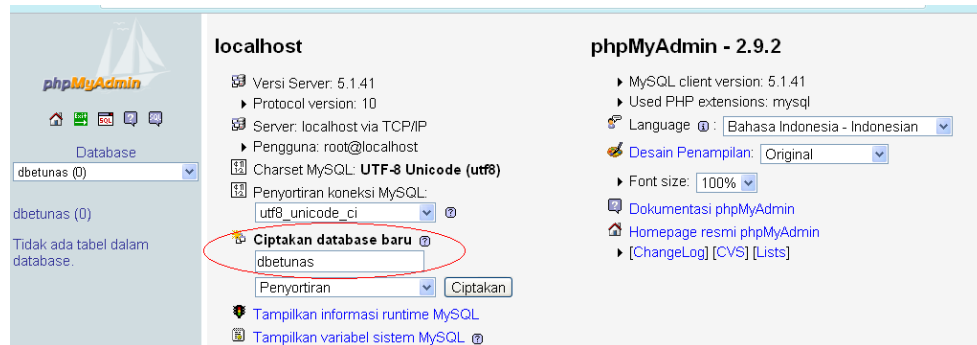 phpMyAdmin
Database
dbetunas (0)
dbetunas (0)
Tidak ada tabel dalam
database.
localhost
Versi Server: 5.1.41
Protocol version: 10
Server: localhost via TCP/IP
Pengguna: root@localhost
Charset MySQL: UTF-8 Unicode (utf8)
Penyortiran koneksi MySQL:
utf8_unicode_ci
Ciptakan database baru
dbetunas
Penyortiran Ciptakan
Tampilkan informasi runtime MySQL
Tampilkan variabel sistem MySQL
phpMyAdmin - 2.9.2
MySQL client version: 5.1.41
Used PHP extensions: mysql
Language : Bahasa Indonesia - Indonesian
Desain Penampilan: Original
Font size: 100%
Dokumentasi phpMyAdmin
Homepage resmi phpMyAdmin
[ChangeLog] [CVS] [Lists]